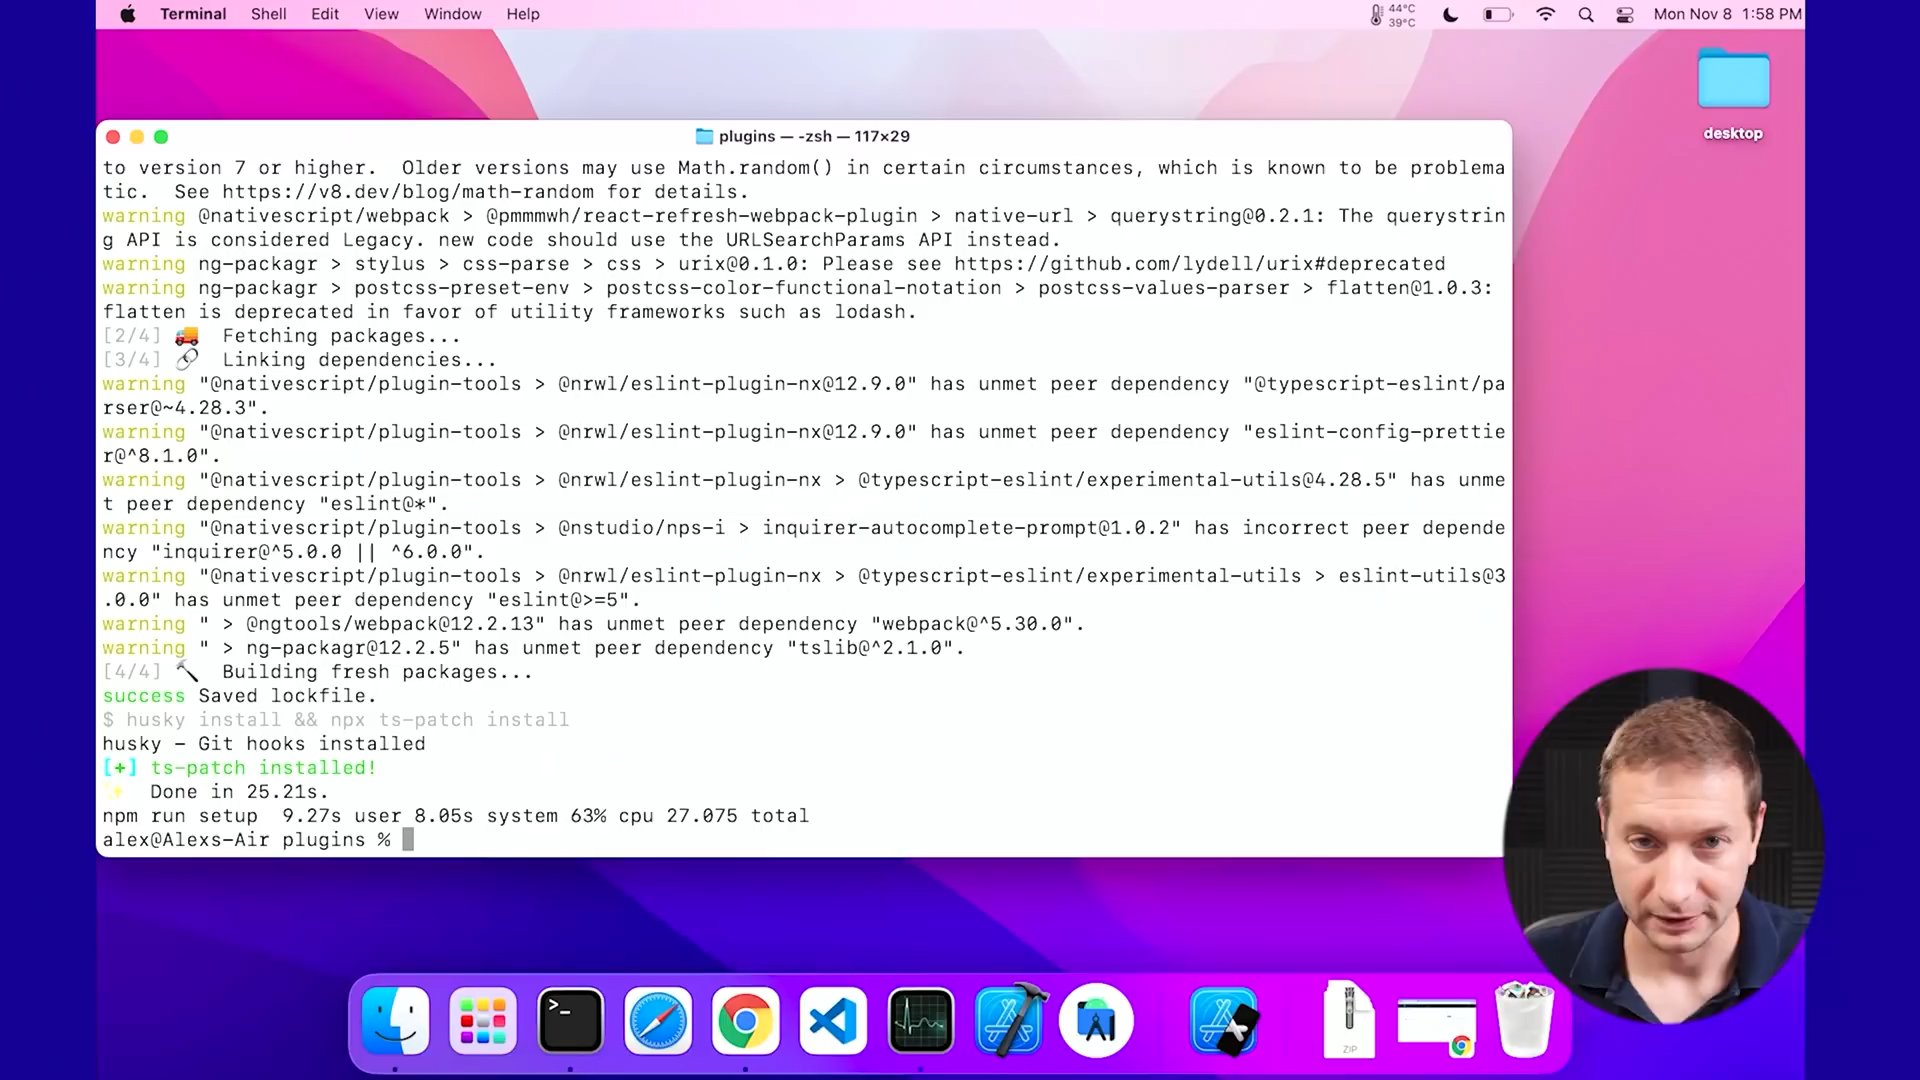 Terminal Shell Edit View Window Help 44°C 39°C Mon Nov 8 1:58 PM
desktop
plugins — -zsh — 117×29
to version 7 or higher.  Older versions may use Math.random() in certain circumstances, which is known to be problema
tic.  See https://v8.dev/blog/math-random for details.
warning @nativescript/webpack > @pmmmwh/react-refresh-webpack-plugin > native-url > querystring@0.2.1: The querystrin
g API is considered Legacy. new code should use the URLSearchParams API instead.
warning ng-packagr > stylus > css-parse > css > urix@0.1.0: Please see https://github.com/lydell/urix#deprecated
warning ng-packagr > postcss-preset-env > postcss-color-functional-notation > postcss-values-parser > flatten@1.0.3:
flatten is deprecated in favor of utility frameworks such as lodash.
[2/4] 🚚  Fetching packages...
[3/4] 🔗  Linking dependencies...
warning "@nativescript/plugin-tools > @nrwl/eslint-plugin-nx@12.9.0" has unmet peer dependency "@typescript-eslint/pa
rser@~4.28.3".
warning "@nativescript/plugin-tools > @nrwl/eslint-plugin-nx@12.9.0" has unmet peer dependency "eslint-config-prettie
r@^8.1.0".
warning "@nativescript/plugin-tools > @nrwl/eslint-plugin-nx > @typescript-eslint/experimental-utils@4.28.5" has unme
t peer dependency "eslint@*".
warning "@nativescript/plugin-tools > @nstudio/nps-i > inquirer-autocomplete-prompt@1.0.2" has incorrect peer depende
ncy "inquirer@^5.0.0 || ^6.0.0".
warning "@nativescript/plugin-tools > @nrwl/eslint-plugin-nx > @typescript-eslint/experimental-utils > eslint-utils@3
.0.0" has unmet peer dependency "eslint@>=5".
warning " > @ngtools/webpack@12.2.13" has unmet peer dependency "webpack@^5.30.0".
warning " > ng-packagr@12.2.5" has unmet peer dependency "tslib@^2.1.0".
[4/4] 🔨  Building fresh packages...
success Saved lockfile.
$ husky install && npx ts-patch install
husky - Git hooks installed
[+] ts-patch installed!
✨  Done in 25.21s.
npm run setup  9.27s user 8.05s system 63% cpu 27.075 total
alex@Alexs-Air plugins %
ZIP